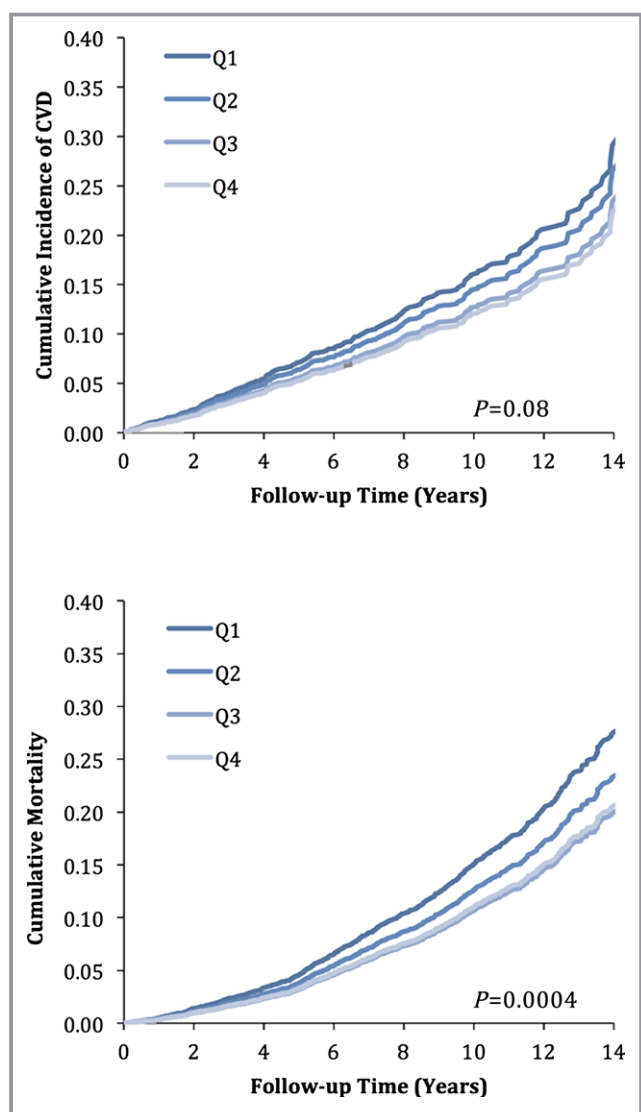 Cumulative Incidence of CVD
0.40
0.35
0.30
0.25
0.20
0.15
0.10
0.05
0.00
Q1
Q2
Q3
Q4
P=0.08
0 2 4 6 8 10 12 14
Follow-up Time (Years)
Cumulative Mortality
0.40
0.35
0.30
0.25
0.20
0.15
0.10
0.05
0.00
Q1
Q2
Q3
Q4
P=0.0004
0 2 4 6 8 10 12 14
Follow-up Time (Years)